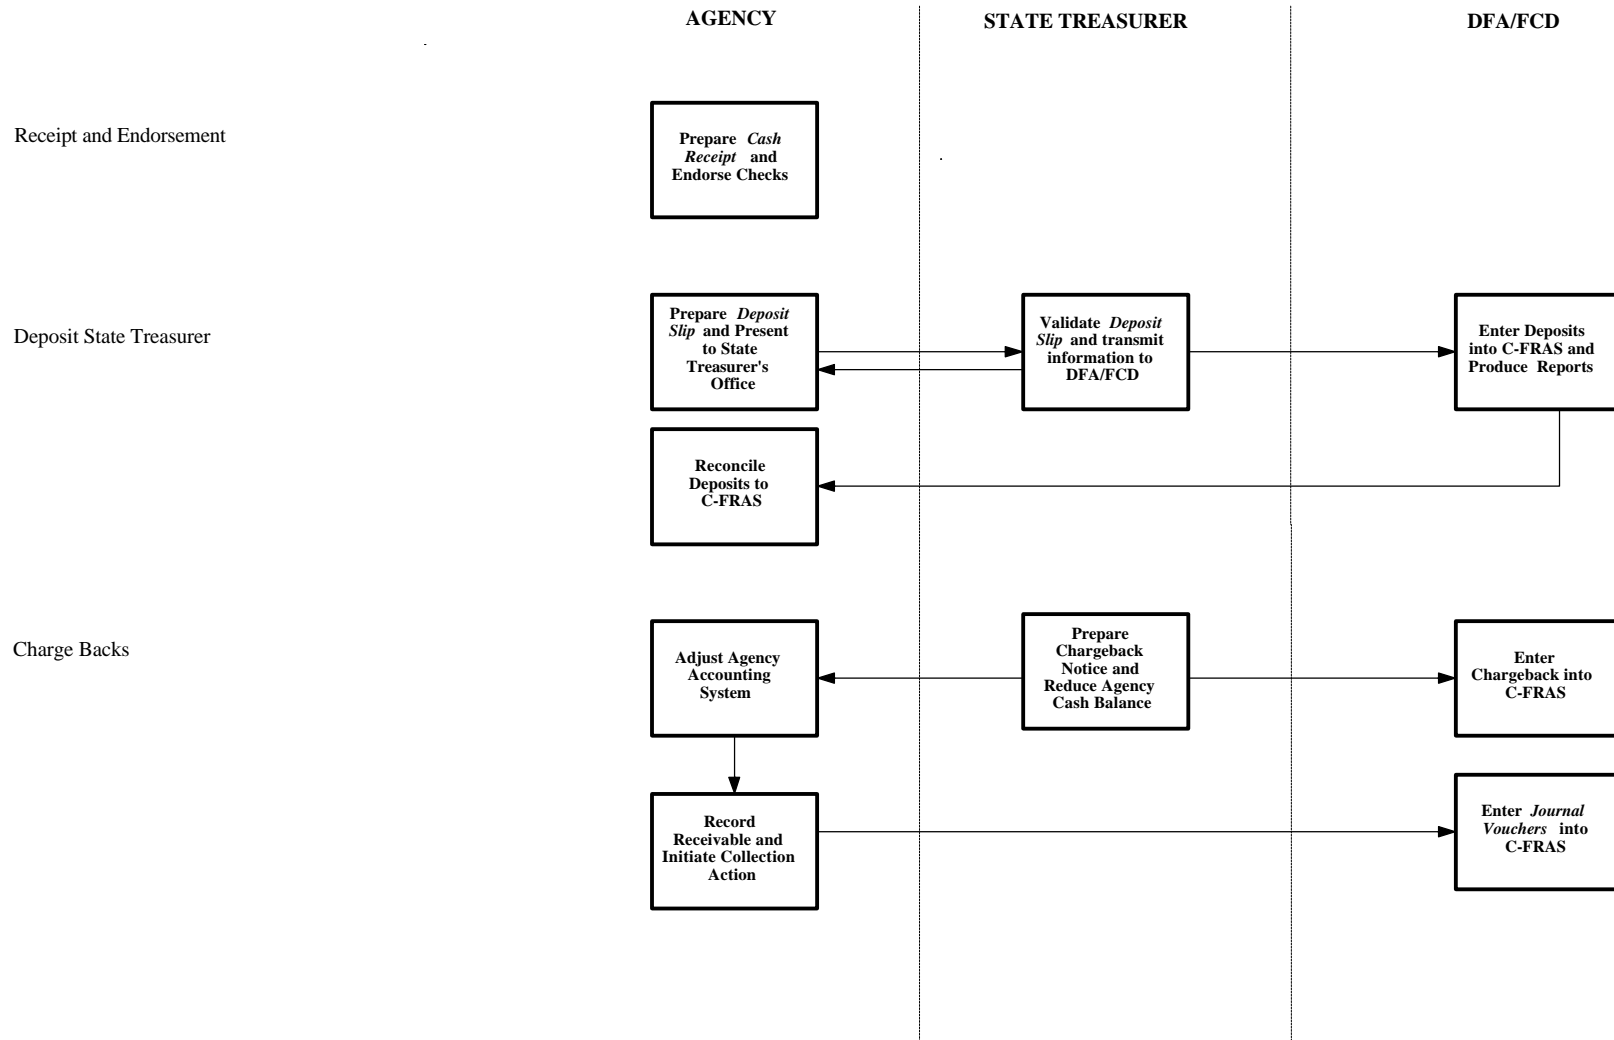 AGENCY
STATE TREASURER
DFA/FCD
Receipt and Endorsement
Prepare Cash
Receipt and
Endorse Checks
Deposit State Treasurer
Prepare Deposit
Slip and Present
to State
Treasurer's
Office
Validate Deposit
Slip and transmit
information to
DFA/FCD
Enter Deposits
into C-FRAS and
Produce Reports
Reconcile
Deposits to
C-FRAS
Charge Backs
Adjust Agency
Accounting
System
Prepare
Chargeback
Notice and
Reduce Agency
Cash Balance
Enter
Chargeback into
C-FRAS
Record
Receivable and
Initiate Collection
Action
Enter Journal
Vouchers into
C-FRAS